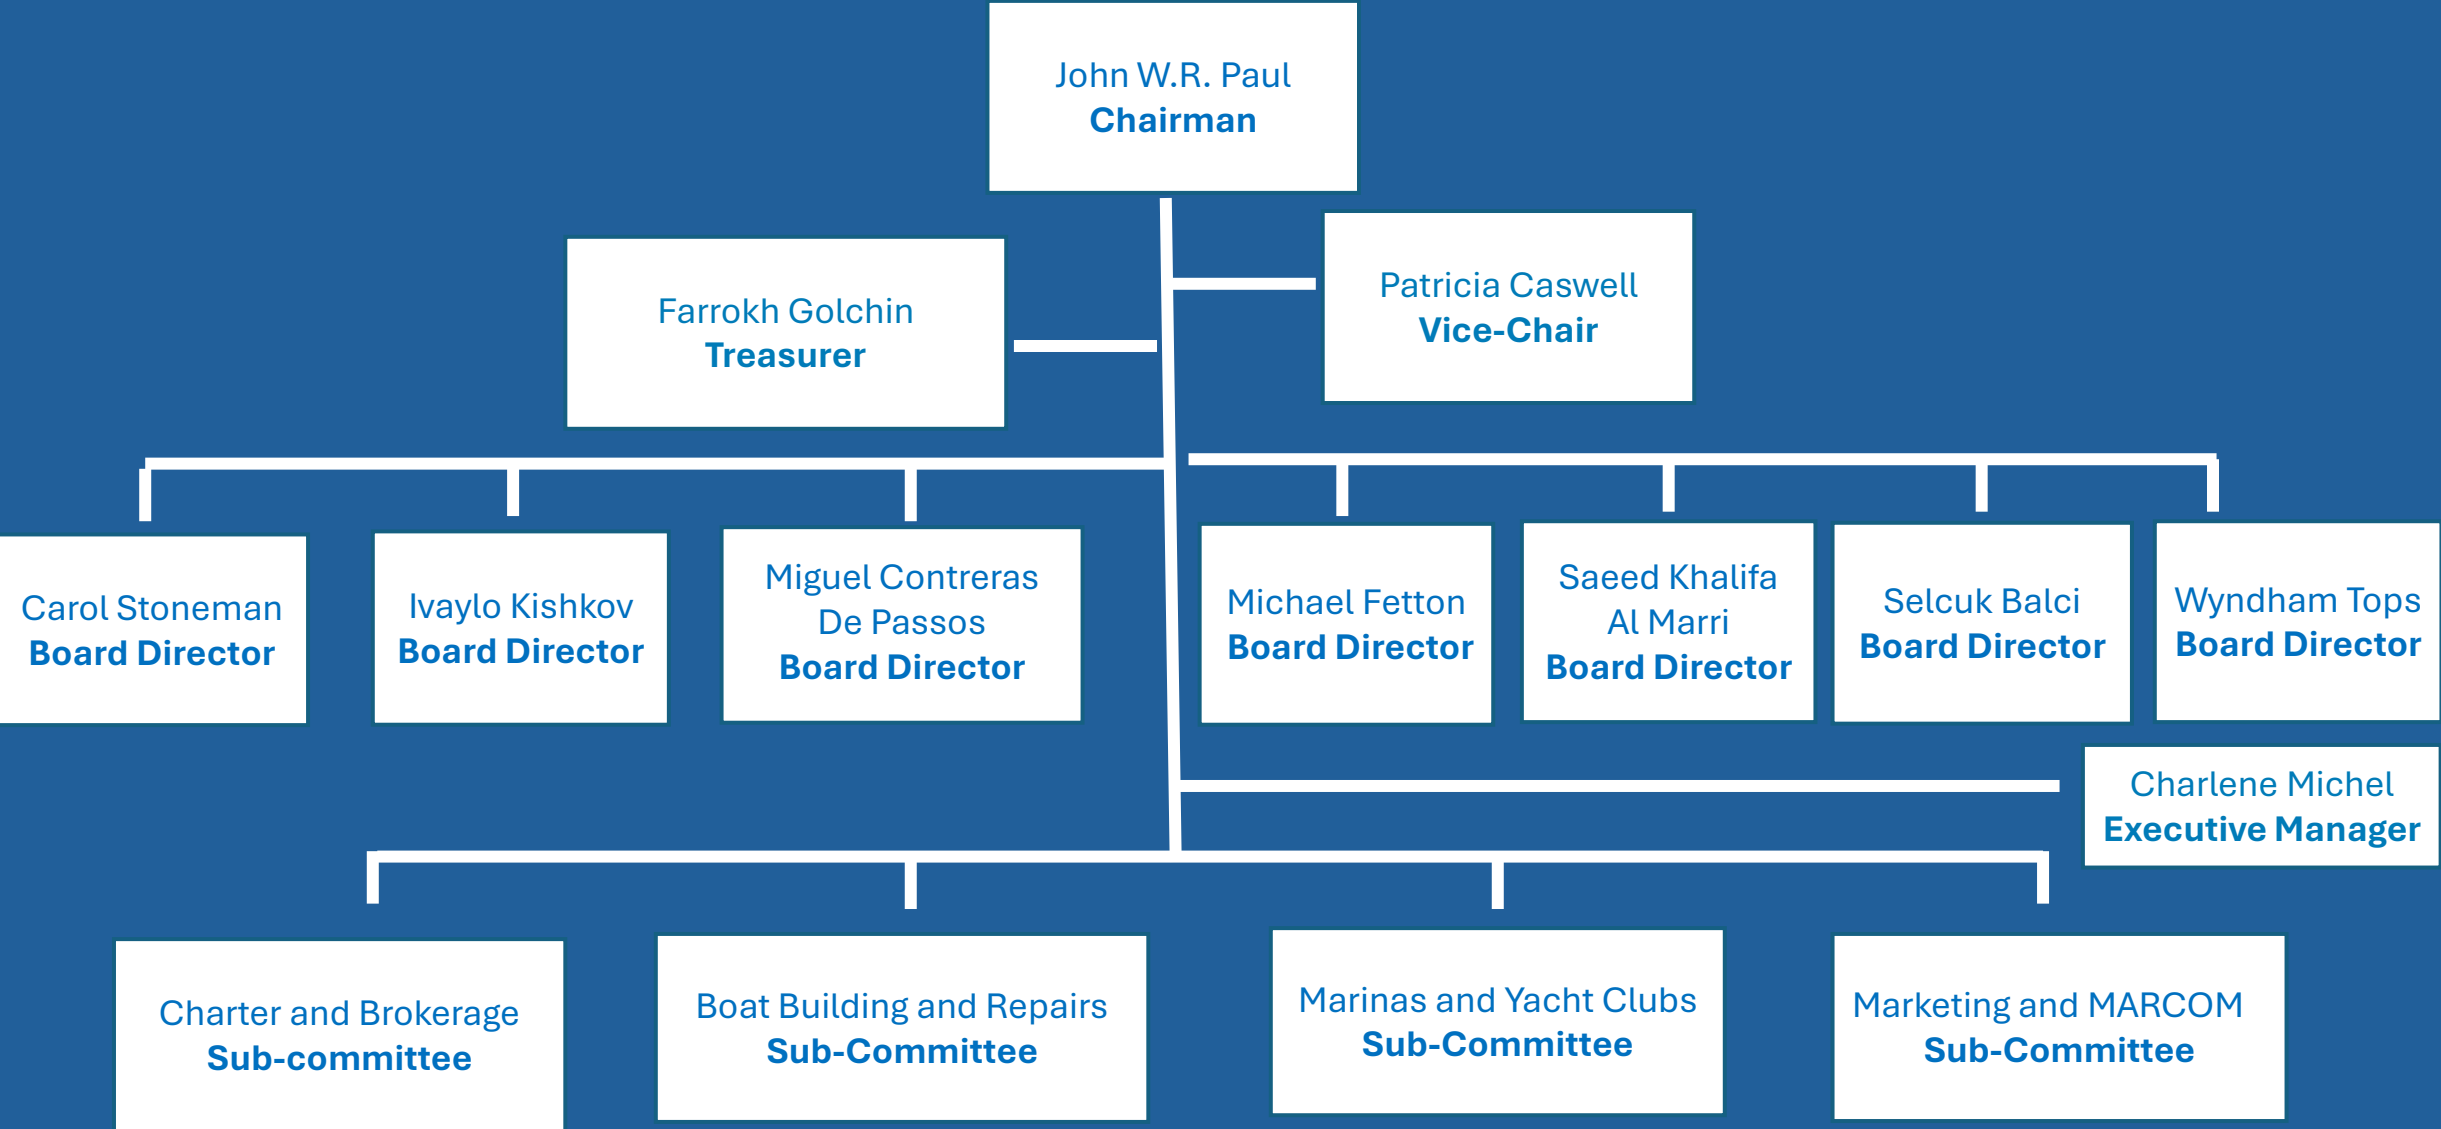 John W.R. Paul
Chairman
Patricia Caswell
Vice-Chair
Farrokh Golchin
Treasurer
Carol Stoneman
Board Director
Ivaylo Kishkov
Board Director
Miguel Contreras
De Passos
Board Director
Michael Fetton
Board Director
Saeed Khalifa
Al Marri
Board Director
Selcuk Balci
Board Director
Wyndham Tops
Board Director
Charlene Michel
Executive Manager
Charter and Brokerage
Sub-committee
Boat Building and Repairs
Sub-Committee
Marinas and Yacht Clubs
Sub-Committee
Marketing and MARCOM
Sub-Committee